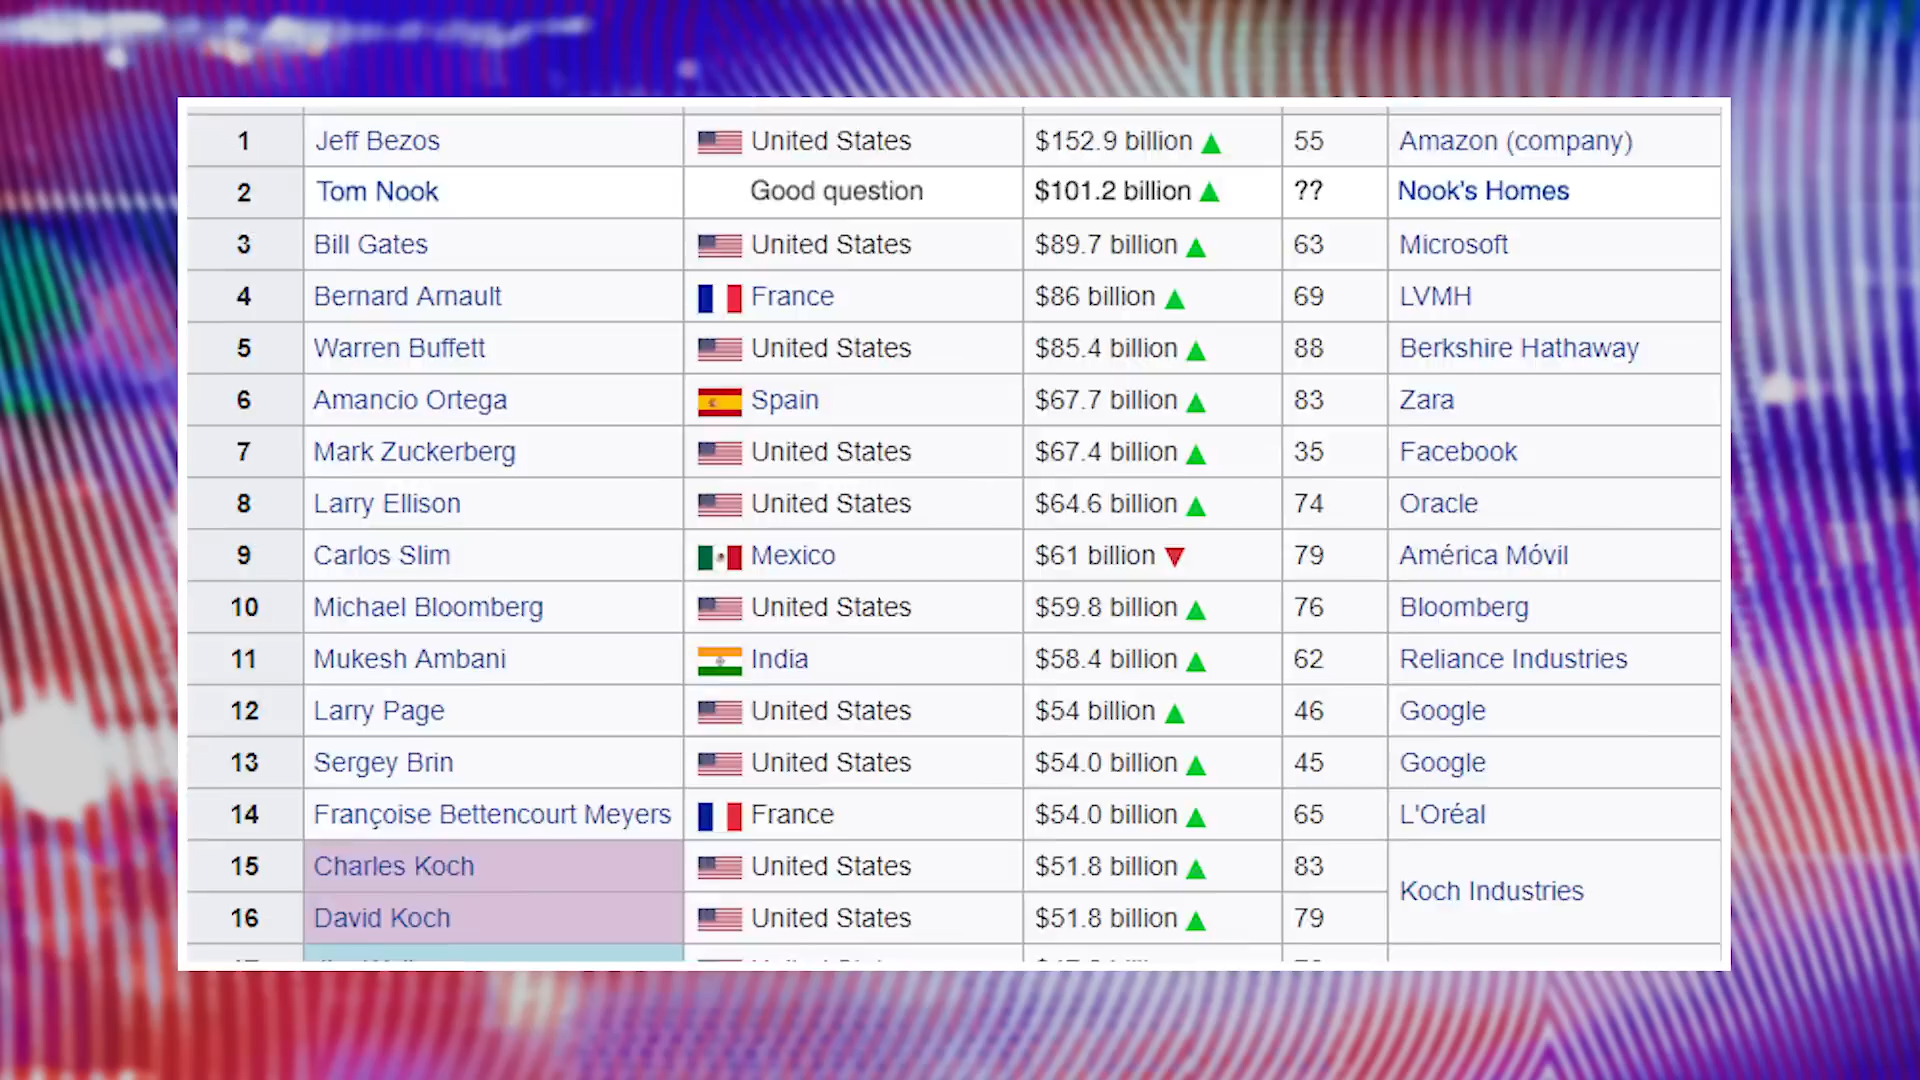 1 Jeff Bezos United States $152.9 billion ▲ 55 Amazon (company)
2 Tom Nook Good question $101.2 billion ▲ ?? Nook's Homes
3 Bill Gates United States $89.7 billion ▲ 63 Microsoft
4 Bernard Arnault France $86 billion ▲ 69 LVMH
5 Warren Buffett United States $85.4 billion ▲ 88 Berkshire Hathaway
6 Amancio Ortega Spain $67.7 billion ▲ 83 Zara
7 Mark Zuckerberg United States $67.4 billion ▲ 35 Facebook
8 Larry Ellison United States $64.6 billion ▲ 74 Oracle
9 Carlos Slim Mexico $61 billion ▼ 79 América Móvil
10 Michael Bloomberg United States $59.8 billion ▲ 76 Bloomberg
11 Mukesh Ambani India $58.4 billion ▲ 62 Reliance Industries
12 Larry Page United States $54 billion ▲ 46 Google
13 Sergey Brin United States $54.0 billion ▲ 45 Google
14 Françoise Bettencourt Meyers France $54.0 billion ▲ 65 L'Oréal
15 Charles Koch United States $51.8 billion ▲ 83 Koch Industries
16 David Koch United States $51.8 billion ▲ 79